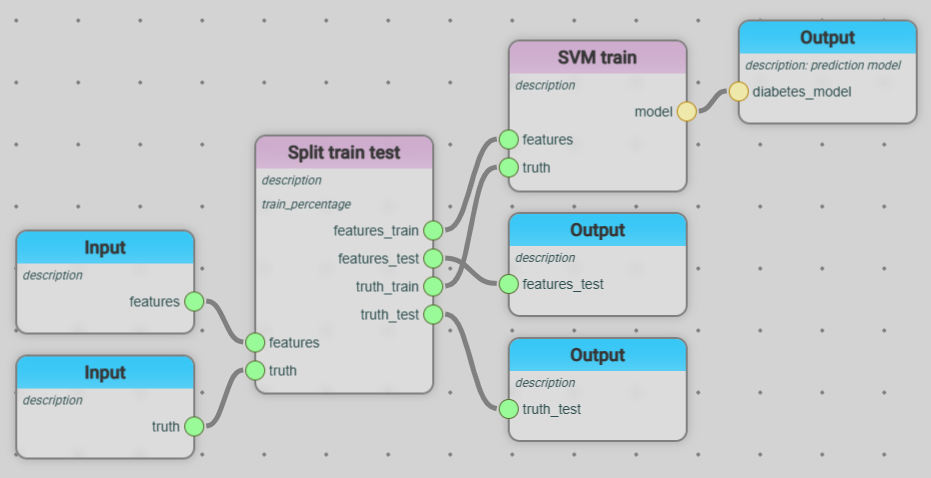 Input
description
features
Input
description
truth
Split train test
description
train_percentage
features_train
features_test
truth_train
truth_test
features
truth
SVM train
description
model
features
truth
Output
description
features_test
Output
description
truth_test
Output
description: prediction model
diabetes_model